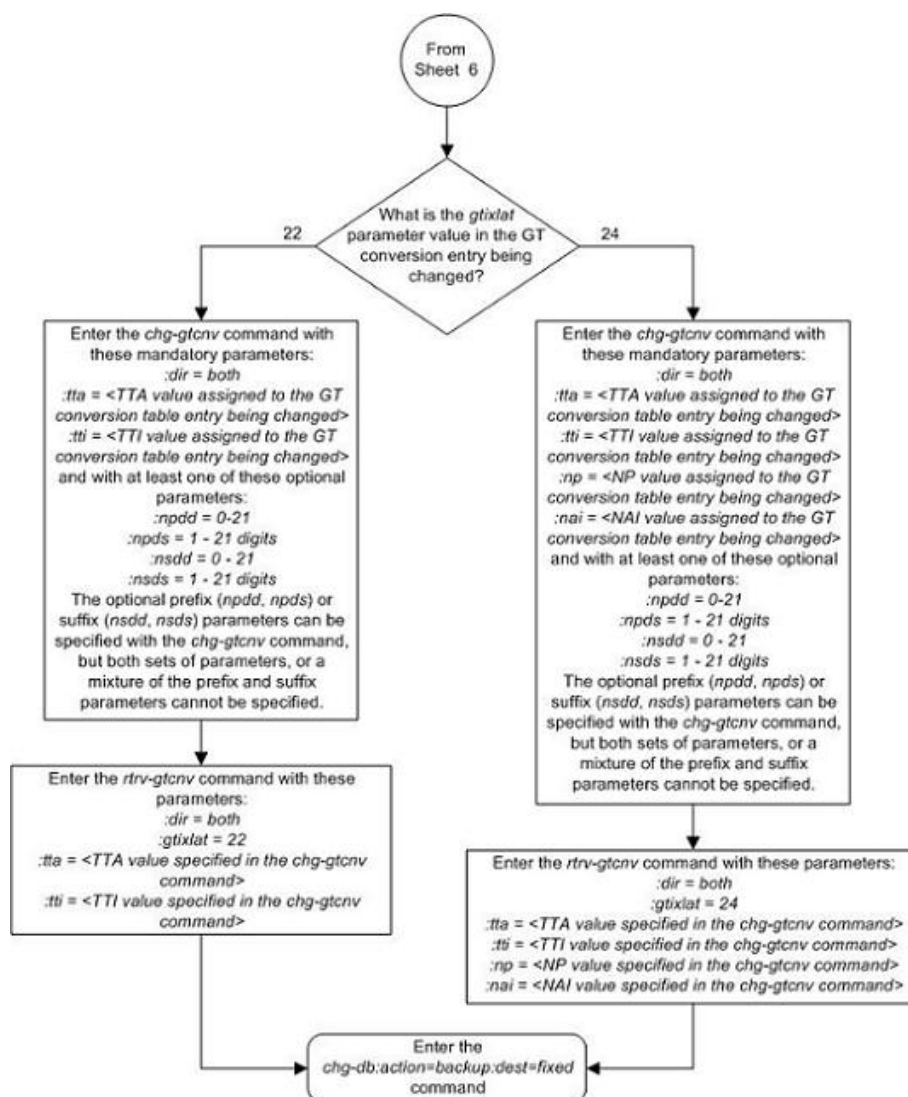 From
Sheet 6
What is the gtixlat
parameter value in the GT
conversion entry being
changed?
22
24
Enter the chg-gtcnv command with
these mandatory parameters:
:dir = both
:tta = <TTA value assigned to the GT
conversion table entry being changed>
:tti = <TTI value assigned to the GT
conversion table entry being changed>
and with at least one of these optional
parameters:
:npdd = 0-21
:npds = 1 - 21 digits
:nsdd = 0 - 21
:nsds = 1 - 21 digits
The optional prefix (npdd, npds) or
suffix (nsdd, nsds) parameters can be
specified with the chg-gtcnv command,
but both sets of parameters, or a
mixture of the prefix and suffix
parameters cannot be specified.
Enter the rtrv-gtcnv command with these
parameters:
:dir = both
:gtixlat = 22
:tta = <TTA value specified in the chg-gtcnv
command>
:tti = <TTI value specified in the chg-gtcnv
command>
Enter the chg-gtcnv command with
these mandatory parameters:
:dir = both
:tta = <TTA value assigned to the GT
conversion table entry being changed>
:tti = <TTI value assigned to the GT
conversion table entry being changed>
:np = <NP value assigned to the GT
conversion table entry being changed>
:nai = <NAI value assigned to the GT
conversion table entry being changed>
and with at least one of these optional
parameters:
:npdd = 0-21
:npds = 1 - 21 digits
:nsdd = 0 - 21
:nsds = 1 - 21 digits
The optional prefix (npdd, npds) or
suffix (nsdd, nsds) parameters can be
specified with the chg-gtcnv command,
but both sets of parameters, or a
mixture of the prefix and suffix
parameters cannot be specified.
Enter the rtrv-gtcnv command with these parameters:
:dir = both
:gtixlat = 24
:tta = <TTA value specified in the chg-gtcnv command>
:tti = <TTI value specified in the chg-gtcnv command>
:np = <NP value specified in the chg-gtcnv command>
:nai = <NAI value specified in the chg-gtcnv command>
Enter the
chg-db:action=backup:dest=fixed
command